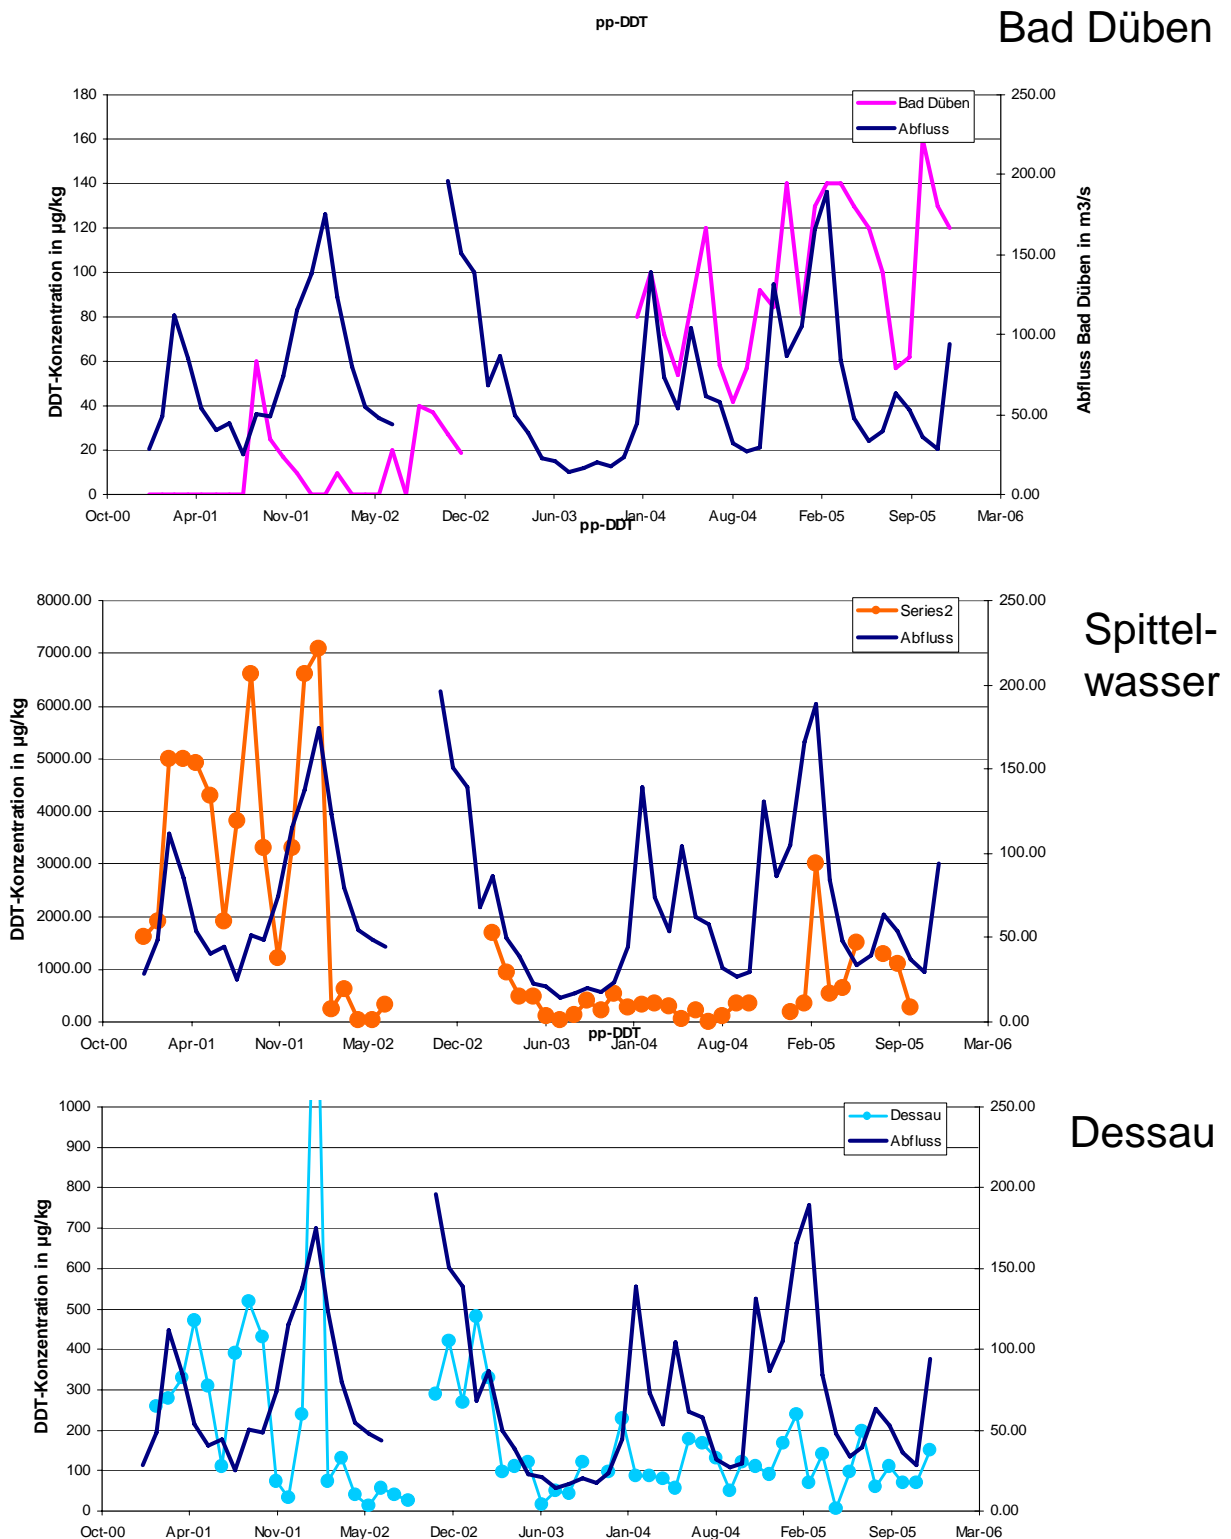 pp-DDT
Bad Düben
180
160
140
120
100
80
60
40
20
0
250.00
200.00
150.00
100.00
50.00
0.00
DDT-Konzentration in µg/kg
Abfluss Bad Düben in m3/s
Bad Düben
Abfluss
Oct-00 Apr-01 Nov-01 May-02 Dec-02 Jun-03 Jan-04 Aug-04 Feb-05 Sep-05 Mar-06
pp-DDT
8000.00
7000.00
6000.00
5000.00
4000.00
3000.00
2000.00
1000.00
0.00
250.00
200.00
150.00
100.00
50.00
0.00
DDT-Konzentration in µg/kg
Series2
Abfluss
Spittel-
wasser
Oct-00 Apr-01 Nov-01 May-02 Dec-02 Jun-03 Jan-04 Aug-04 Feb-05 Sep-05 Mar-06
pp-DDT
1000
900
800
700
600
500
400
300
200
100
0
250.00
200.00
150.00
100.00
50.00
0.00
DDT-Konzentration in µg/kg
Dessau
Abfluss
Dessau
Oct-00 Apr-01 Nov-01 May-02 Dec-02 Jun-03 Jan-04 Aug-04 Feb-05 Sep-05 Mar-06